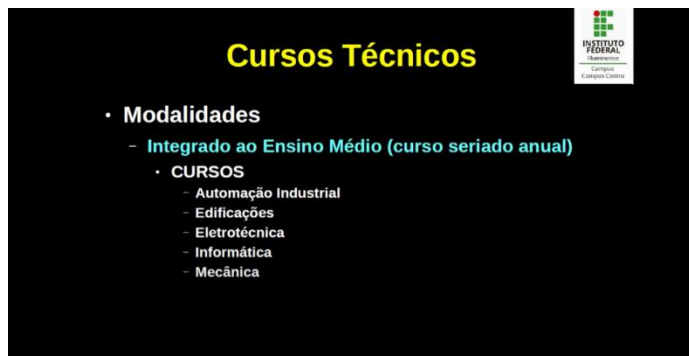 Cursos Técnicos
INSTITUTO
FEDERAL
Fluminense
Campus
Campos Centro
• Modalidades
– Integrado ao Ensino Médio (curso seriado anual)
• CURSOS
– Automação Industrial
– Edificações
– Eletrotécnica
– Informática
– Mecânica